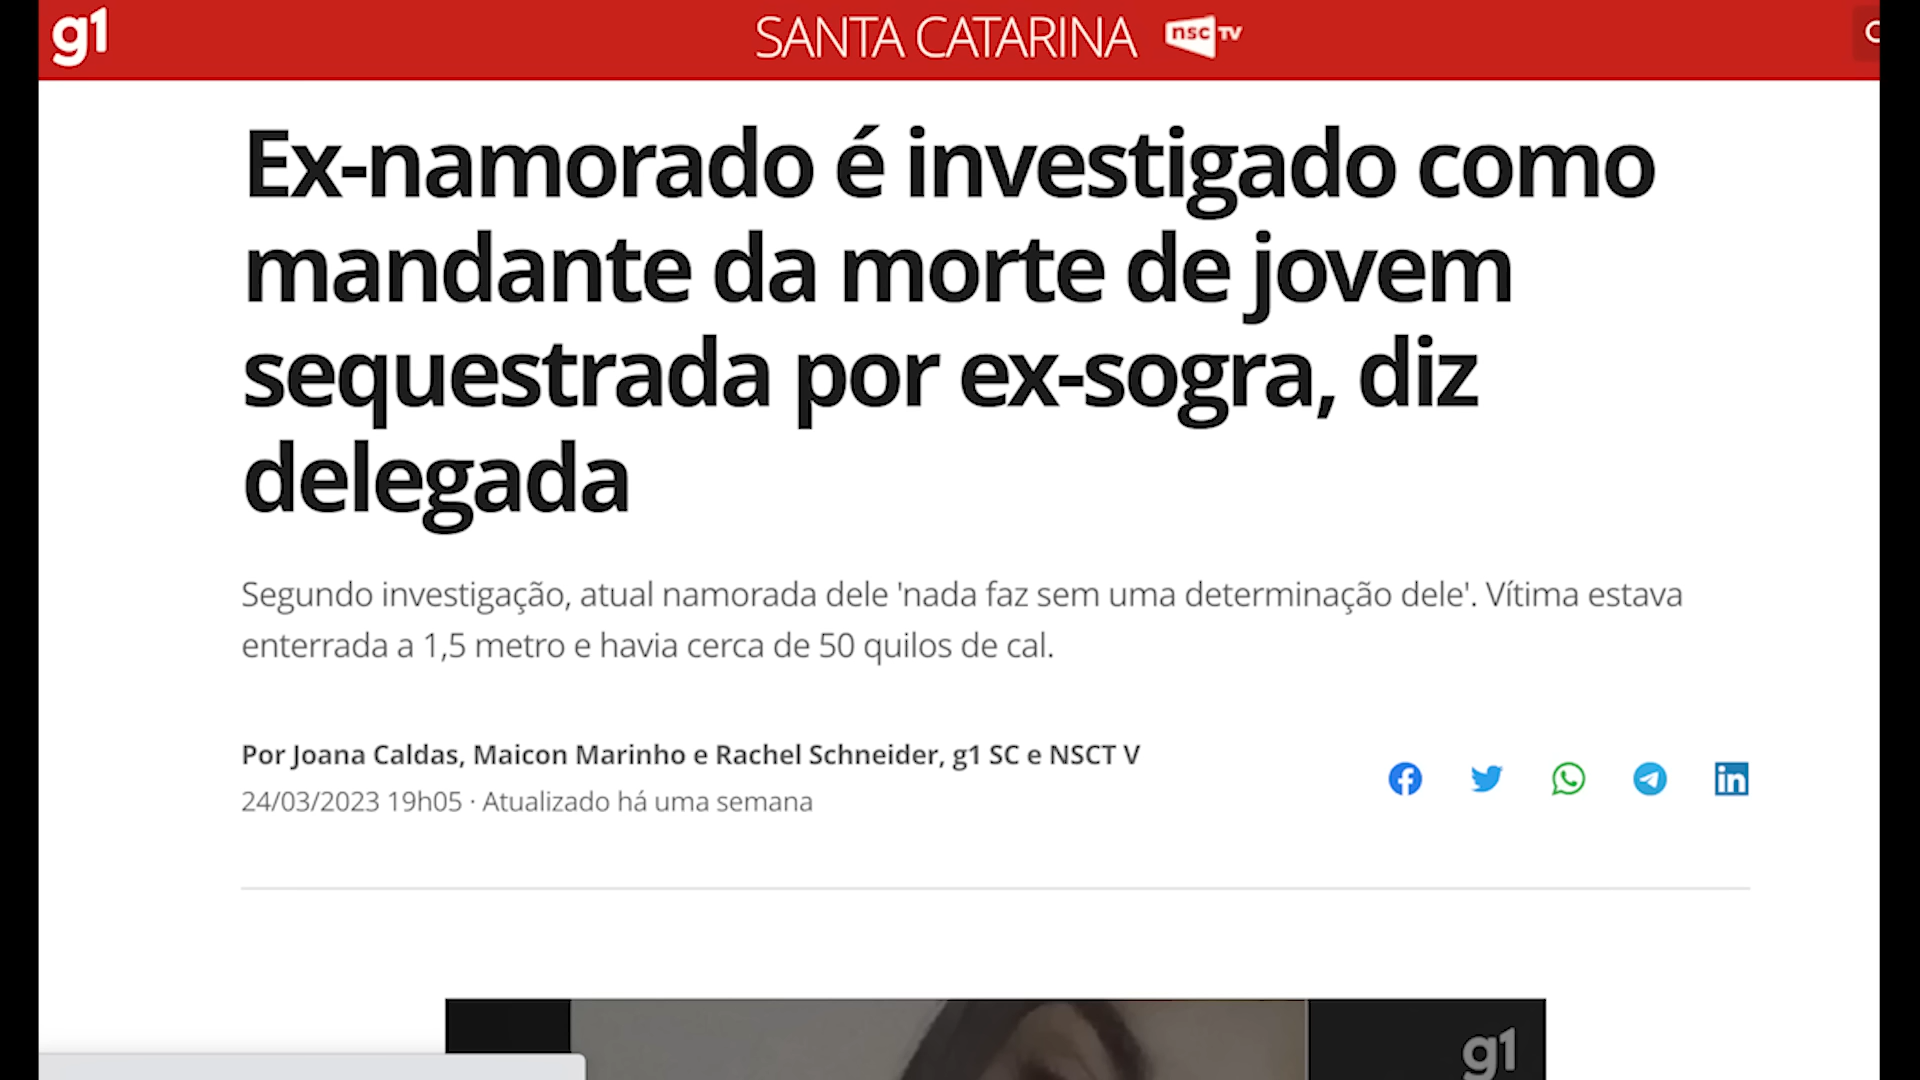 g1
SANTA CATARINA nsc TV
Ex-namorado é investigado como
mandante da morte de jovem
sequestrada por ex-sogra, diz
delegada
Segundo investigação, atual namorada dele 'nada faz sem uma determinação dele'. Vítima estava
enterrada a 1,5 metro e havia cerca de 50 quilos de cal.
Por Joana Caldas, Maicon Marinho e Rachel Schneider, g1 SC e NSCT V
24/03/2023 19h05 · Atualizado há uma semana
in
g1